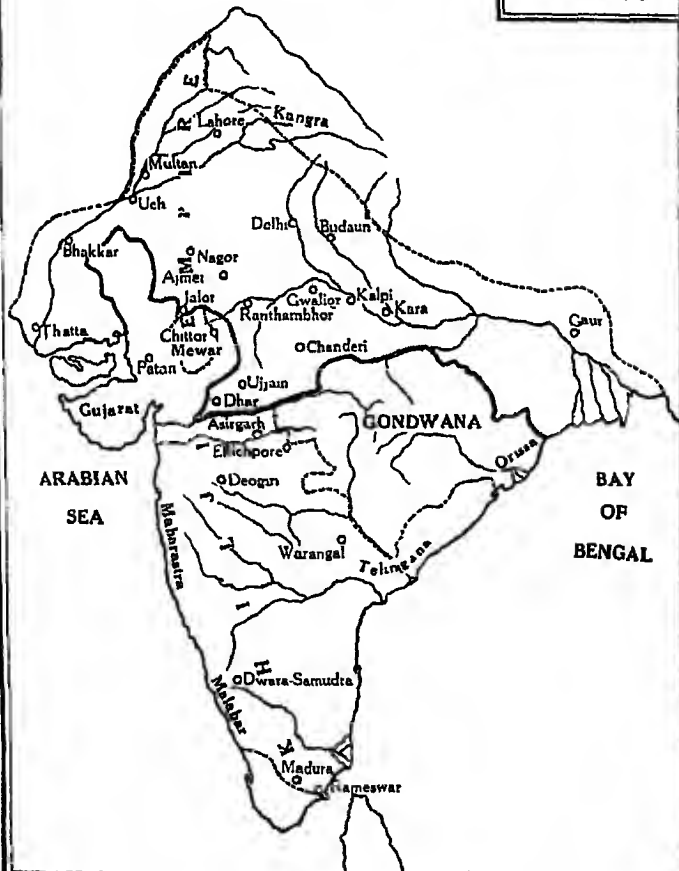 Kangra
Lahore
Multan
Uch
Delhi
Budaun
Bhakkar
Nagor
Ajmer
Jalor
Gwalior
Kalpi
Kara
Ranthambhor
Gaur
Thatta
Chittor
Mewar
Chanderi
Patan
Ujjain
Dhar
Gujarat
Asirgarh
GONDWANA
Ellichpore
Orissa
ARABIAN
SEA
Deogiri
BAY
OF
BENGAL
Maharastra
Warangal
Telingana
KHILJI
EMPIRE
Dwara-Samudra
Malabar
Madura
Rameswar